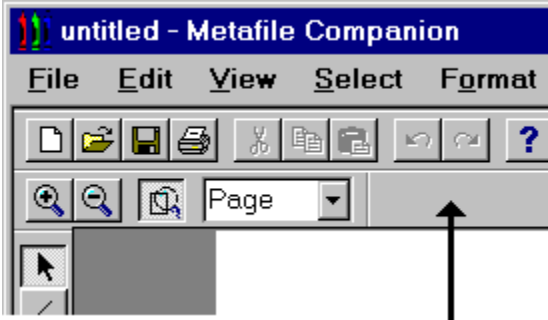 untitled - Metafile Companion
File Edit View Select Format
?
Page